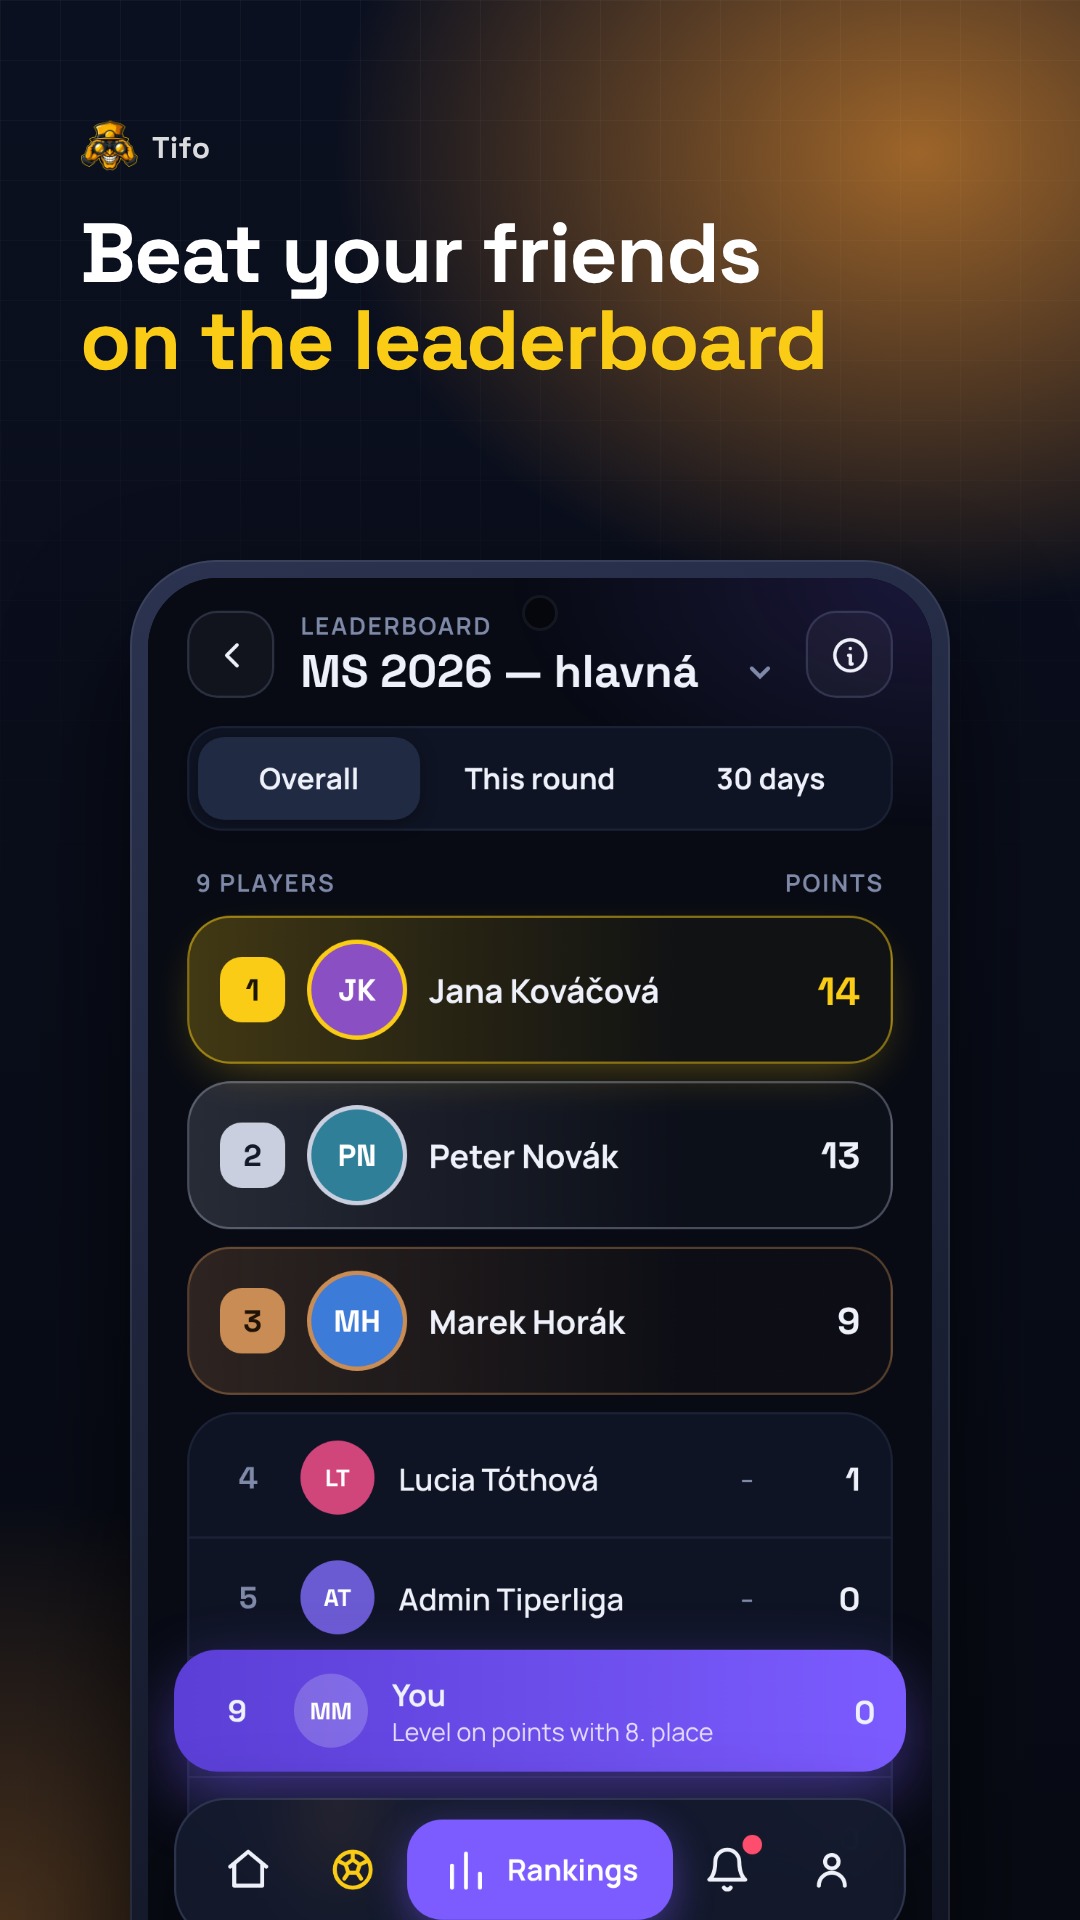 Tifo
Beat your friends
on the leaderboard
LEADERBOARD
MS 2026 — hlavná
Overall This round 30 days
9 PLAYERS POINTS
1 JK Jana Kováčová 14
2 PN Peter Novák 13
3 MH Marek Horák 9
4 LT Lucia Tóthová - 1
5 AT Admin Tiperliga - 0
9 MM You 0
Level on points with 8. place
Rankings